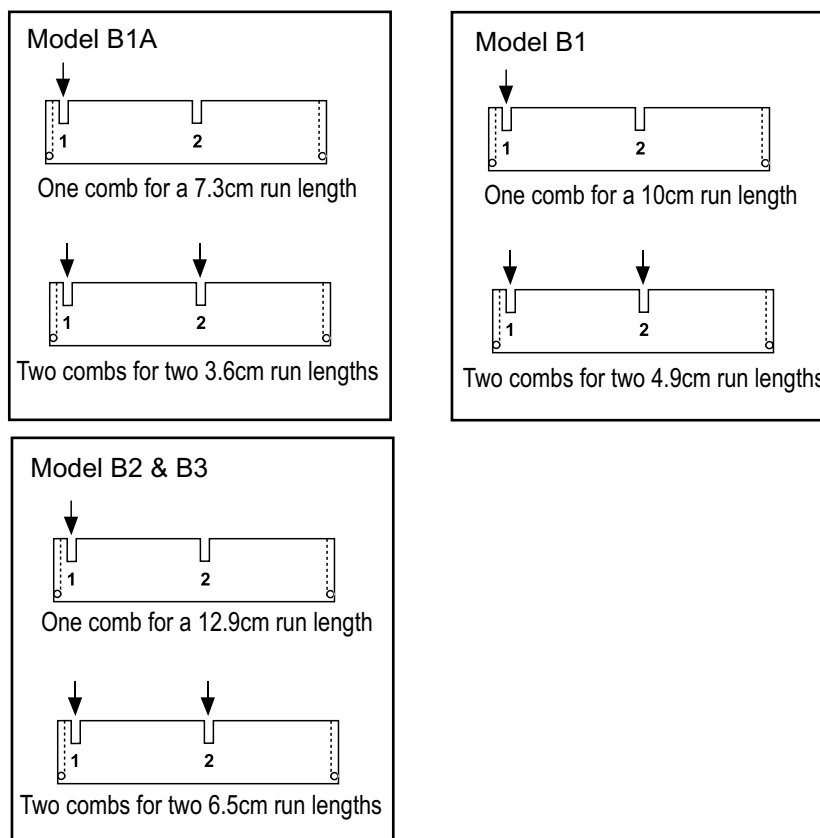 Model B1A
1 2
One comb for a 7.3cm run length
1 2
Two combs for two 3.6cm run lengths
Model B1
1 2
One comb for a 10cm run length
1 2
Two combs for two 4.9cm run lengths
Model B2 & B3
1 2
One comb for a 12.9cm run length
1 2
Two combs for two 6.5cm run lengths